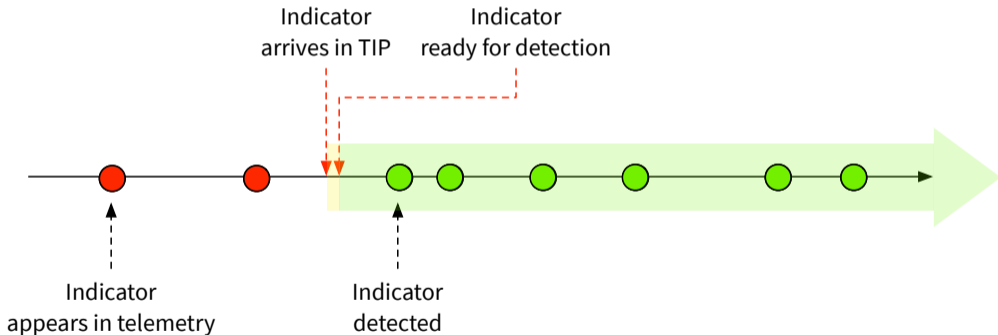 Indicator
arrives in TIP
Indicator
ready for detection
Indicator
appears in telemetry
Indicator
detected